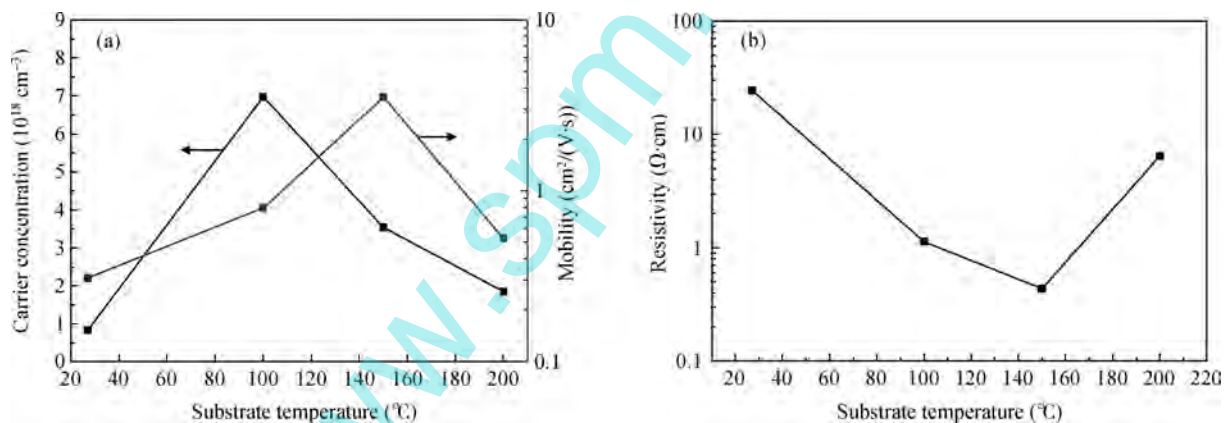 (a)
9
8
7
6
5
4
3
2
1
0
Carrier concentration (10¹⁸ cm⁻³)
10
1
0.1
Mobility (cm²/(V·s))
20 40 60 80 100 120 140 160 180 200
Substrate temperature (℃)
(b)
100
10
1
0.1
Resistivity (Ω·cm)
20 40 60 80 100 120 140 160 180 200 220
Substrate temperature (℃)
w.spm.